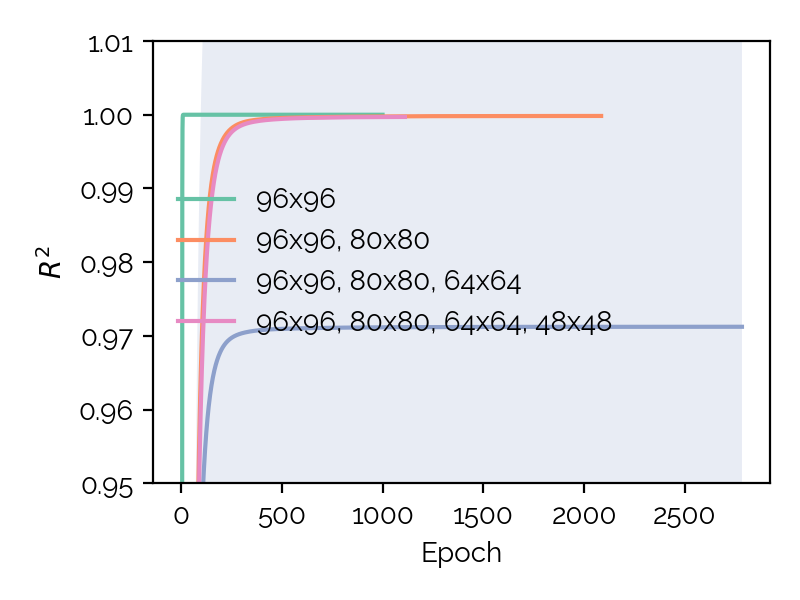 1.01
1.00
0.99
0.98
0.97
0.96
0.95
R²
96x96
96x96, 80x80
96x96, 80x80, 64x64
96x96, 80x80, 64x64, 48x48
0 500 1000 1500 2000 2500
Epoch